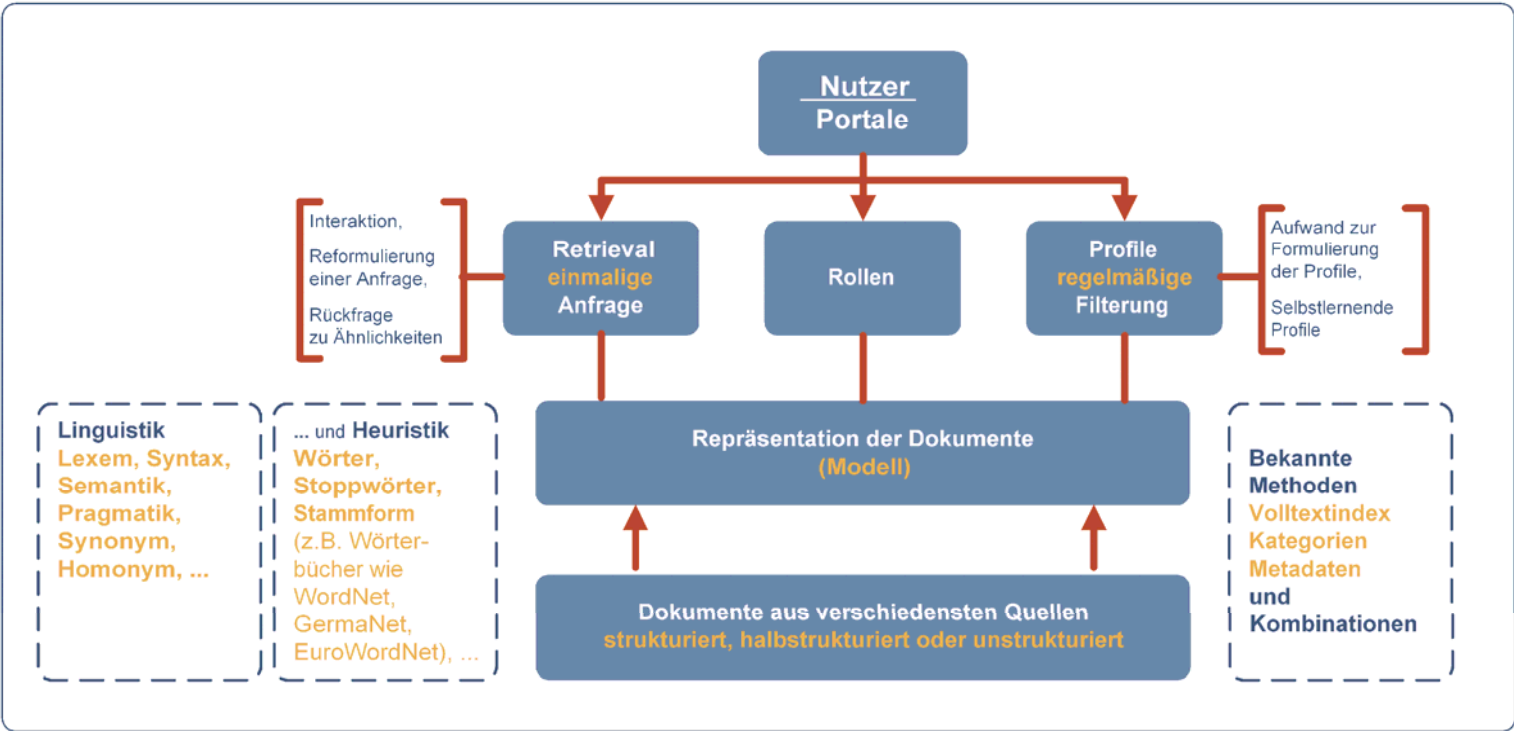 Nutzer
Portale
Interaktion,
Reformulierung
einer Anfrage,
Rückfrage
zu Ähnlichkeiten
Retrieval
einmalige
Anfrage
Rollen
Profile
regelmäßige
Filterung
Aufwand zur
Formulierung
der Profile,
Selbstlernende
Profile
Linguistik
Lexem, Syntax,
Semantik,
Pragmatik,
Synonym,
Homonym, ...
... und Heuristik
Wörter,
Stoppwörter,
Stammform
(z.B. Wörter-
bücher wie
WordNet,
GermaNet,
EuroWordNet), ...
Repräsentation der Dokumente
(Modell)
Dokumente aus verschiedensten Quellen
strukturiert, halbstrukturiert oder unstrukturiert
Bekannte
Methoden
Volltextindex
Kategorien
Metadaten
und
Kombinationen